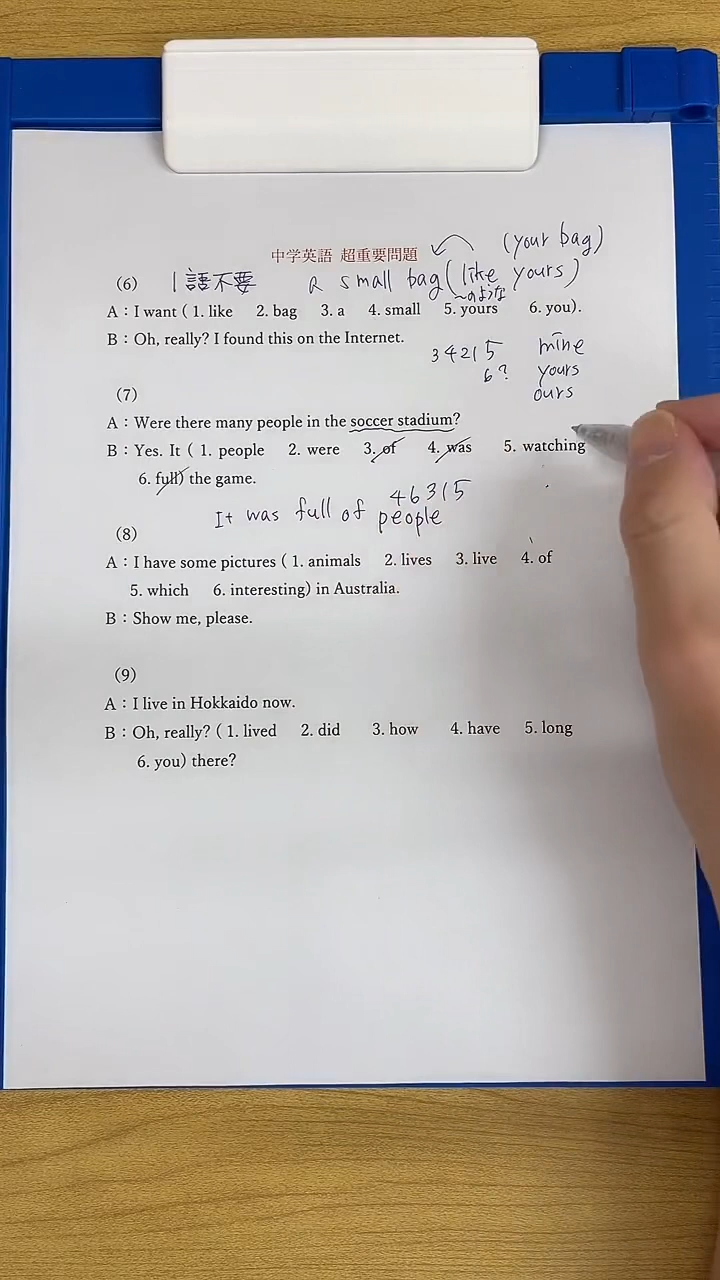 (your bag)
中学英語 超重要問題
(6) 1語不要 a small bag (like yours)
〜のような
A：I want ( 1. like 2. bag 3. a 4. small 5. yours 6. you).
B：Oh, really? I found this on the Internet.
34215 mine
6? yours
ours
(7)
A：Were there many people in the soccer stadium?
B：Yes. It ( 1. people 2. were 3. of 4. was 5. watching
6. full) the game.
46315
It was full of people
(8)
A：I have some pictures ( 1. animals 2. lives 3. live 4. of
5. which 6. interesting) in Australia.
B：Show me, please.
(9)
A：I live in Hokkaido now.
B：Oh, really? ( 1. lived 2. did 3. how 4. have 5. long
6. you) there?